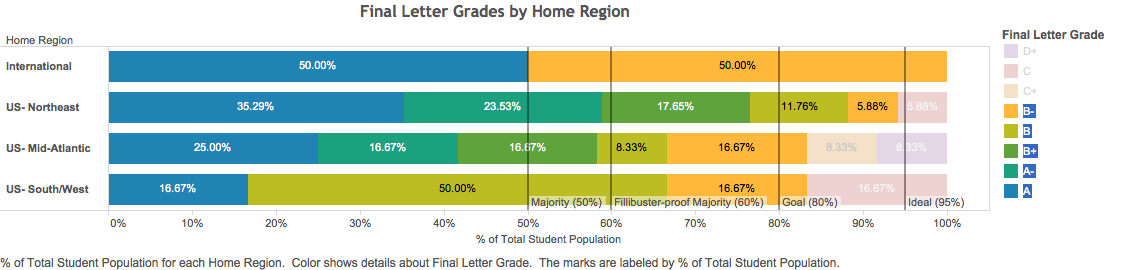 Final Letter Grades by Home Region
Home Region
International
50.00%
50.00%
US- Northeast
35.29%
23.53%
17.65%
11.76%
5.88%
5.88%
US- Mid-Atlantic
25.00%
16.67%
16.67%
8.33%
16.67%
8.33%
8.33%
US- South/West
16.67%
50.00%
16.67%
16.67%
Majority (50%)
Fillibuster-proof Majority (60%)
Goal (80%)
Ideal (95%)
0%
10%
20%
30%
40%
50%
60%
70%
80%
90%
100%
% of Total Student Population
Final Letter Grade
D+
C
C+
B-
B
B+
A-
A
% of Total Student Population for each Home Region.  Color shows details about Final Letter Grade.  The marks are labeled by % of Total Student Population.